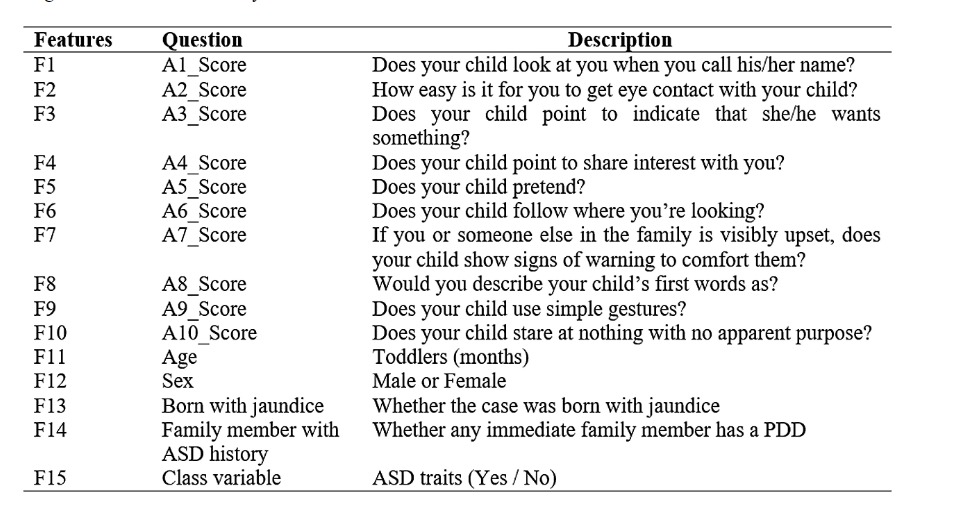 Features Question Description
F1 A1_Score Does your child look at you when you call his/her name?
F2 A2_Score How easy is it for you to get eye contact with your child?
F3 A3_Score Does your child point to indicate that she/he wants
something?
F4 A4_Score Does your child point to share interest with you?
F5 A5_Score Does your child pretend?
F6 A6_Score Does your child follow where you’re looking?
F7 A7_Score If you or someone else in the family is visibly upset, does
your child show signs of warning to comfort them?
F8 A8_Score Would you describe your child’s first words as?
F9 A9_Score Does your child use simple gestures?
F10 A10_Score Does your child stare at nothing with no apparent purpose?
F11 Age Toddlers (months)
F12 Sex Male or Female
F13 Born with jaundice Whether the case was born with jaundice
F14 Family member with Whether any immediate family member has a PDD
ASD history
F15 Class variable ASD traits (Yes / No)